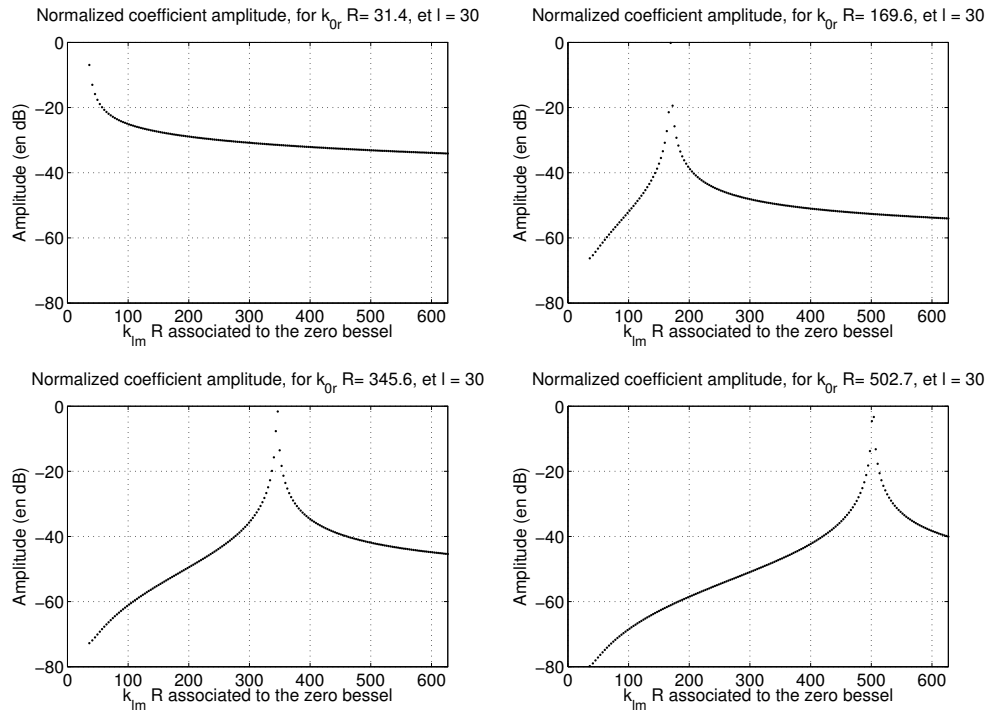 Normalized coefficient amplitude, for k0r R= 31.4, et l = 30
0
−20
−40
−60
−80
Amplitude (en dB)
0 100 200 300 400 500 600
klm R associated to the zero bessel
Normalized coefficient amplitude, for k0r R= 169.6, et l = 30
0
−20
−40
−60
−80
Amplitude (en dB)
0 100 200 300 400 500 600
klm R associated to the zero bessel
Normalized coefficient amplitude, for k0r R= 345.6, et l = 30
0
−20
−40
−60
−80
Amplitude (en dB)
0 100 200 300 400 500 600
klm R associated to the zero bessel
Normalized coefficient amplitude, for k0r R= 502.7, et l = 30
0
−20
−40
−60
−80
Amplitude (en dB)
0 100 200 300 400 500 600
klm R associated to the zero bessel